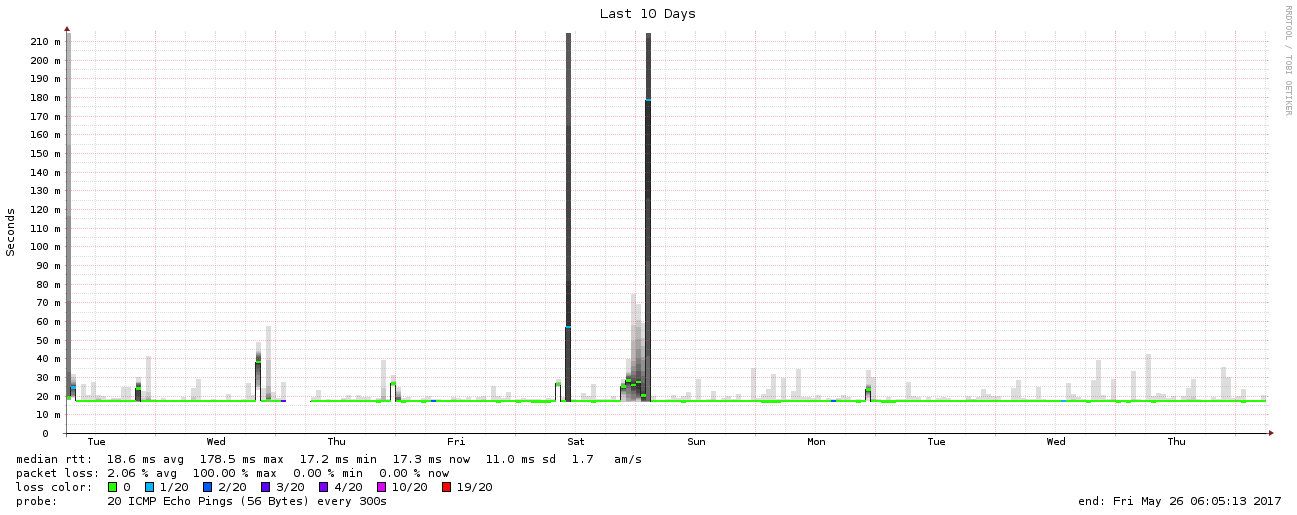 Last 10 Days
RRDTOOL / TOBI OETIKER
Seconds
210 m
200 m
190 m
180 m
170 m
160 m
150 m
140 m
130 m
120 m
110 m
100 m
90 m
80 m
70 m
60 m
50 m
40 m
30 m
20 m
10 m
0
Tue Wed Thu Fri Sat Sun Mon Tue Wed Thu
median rtt: 18.6 ms avg 178.5 ms max 17.2 ms min 17.3 ms now 11.0 ms sd 1.7 am/s
packet loss: 2.06 % avg 100.00 % max 0.00 % min 0.00 % now
loss color: 0 1/20 2/20 3/20 4/20 10/20 19/20
probe: 20 ICMP Echo Pings (56 Bytes) every 300s end: Fri May 26 06:05:13 2017